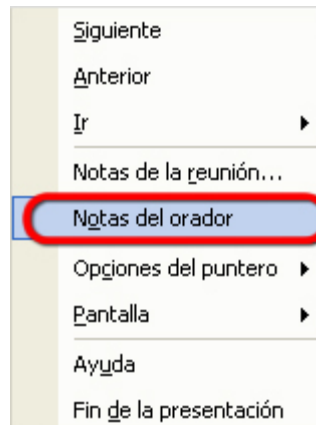 Siguiente
Anterior
Ir
Notas de la reunión...
Notas del orador
Opciones del puntero
Pantalla
Ayuda
Fin de la presentación